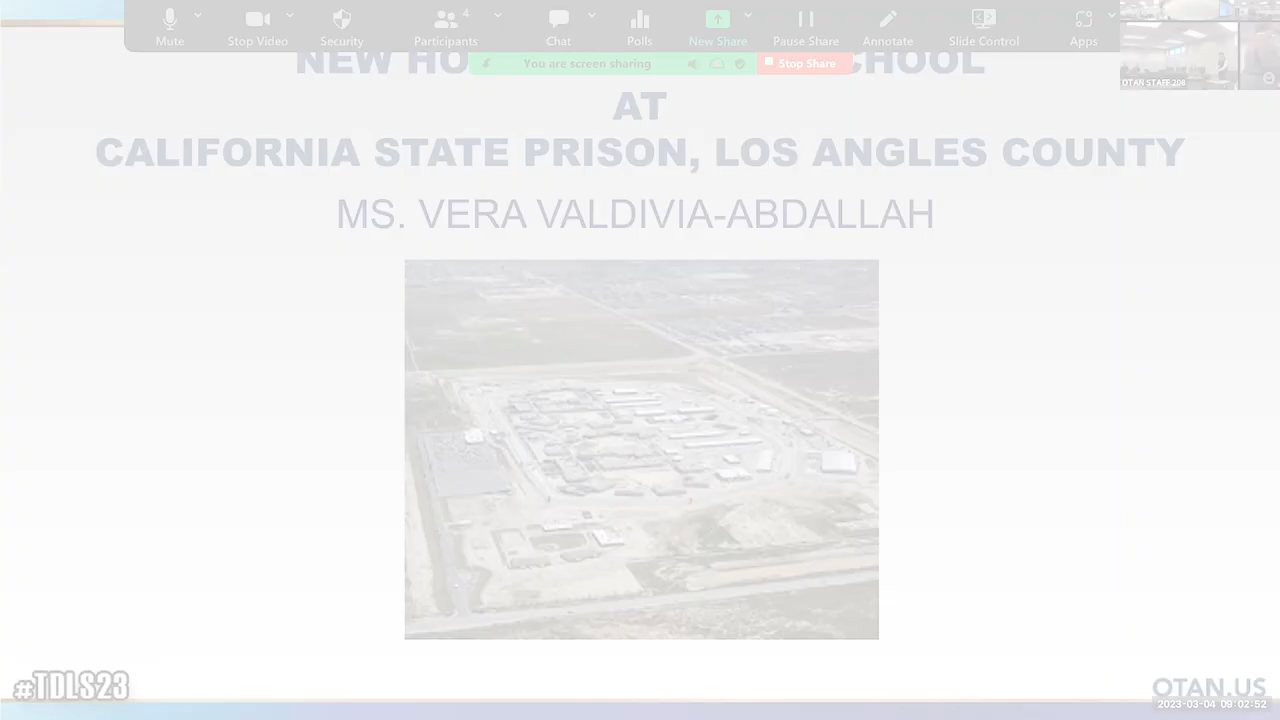 Mute
Stop Video
Security
Participants
4
Chat
Polls
New Share
Pause Share
Annotate
Slide Control
Apps
You are screen sharing
Stop Share
OTAN STAFF 208
NEW HO CHOOL
AT
CALIFORNIA STATE PRISON, LOS ANGLES COUNTY
MS. VERA VALDIVIA-ABDALLAH
#TDLS23
OTAN.US
2023-03-04 09:02:52